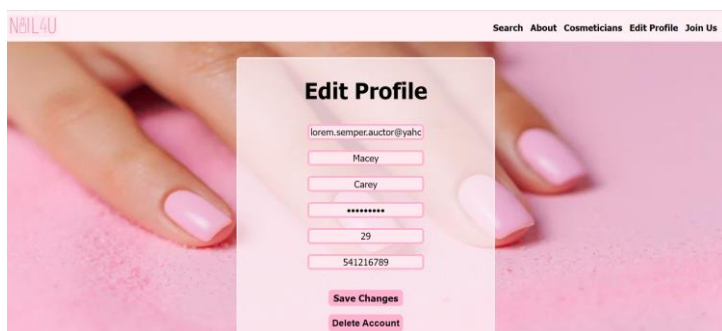 NAIL4U
Search About Cosmeticians Edit Profile Join Us
Edit Profile
lorem.semper.auctor@yahc
Macey
Carey
•••••••••
29
541216789
Save Changes
Delete Account